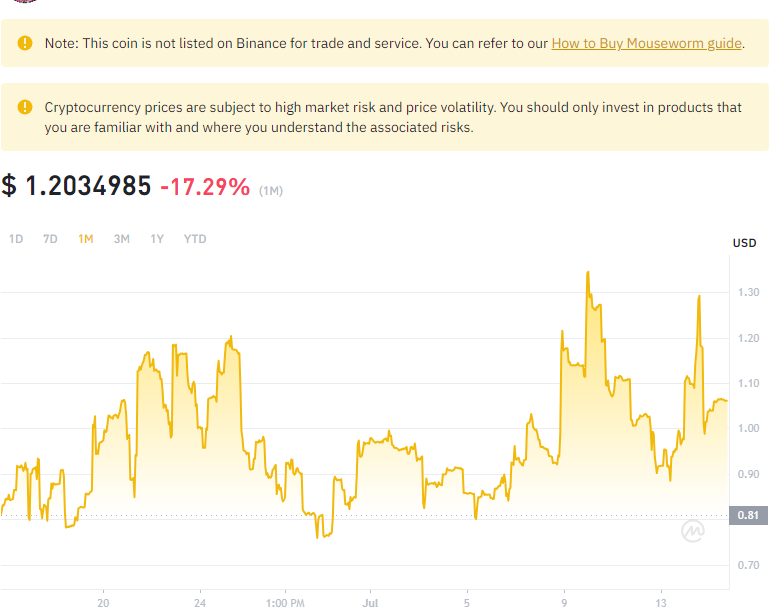 Note: This coin is not listed on Binance for trade and service. You can refer to our How to Buy Mouseworm guide.
Cryptocurrency prices are subject to high market risk and price volatility. You should only invest in products that
you are familiar with and where you understand the associated risks.
$ 1.2034985 -17.29% (1M)
1D 7D 1M 3M 1Y YTD
USD
1.30
1.20
1.10
1.00
0.90
0.81
0.70
20 24 1:00 PM Jul 5 9 13